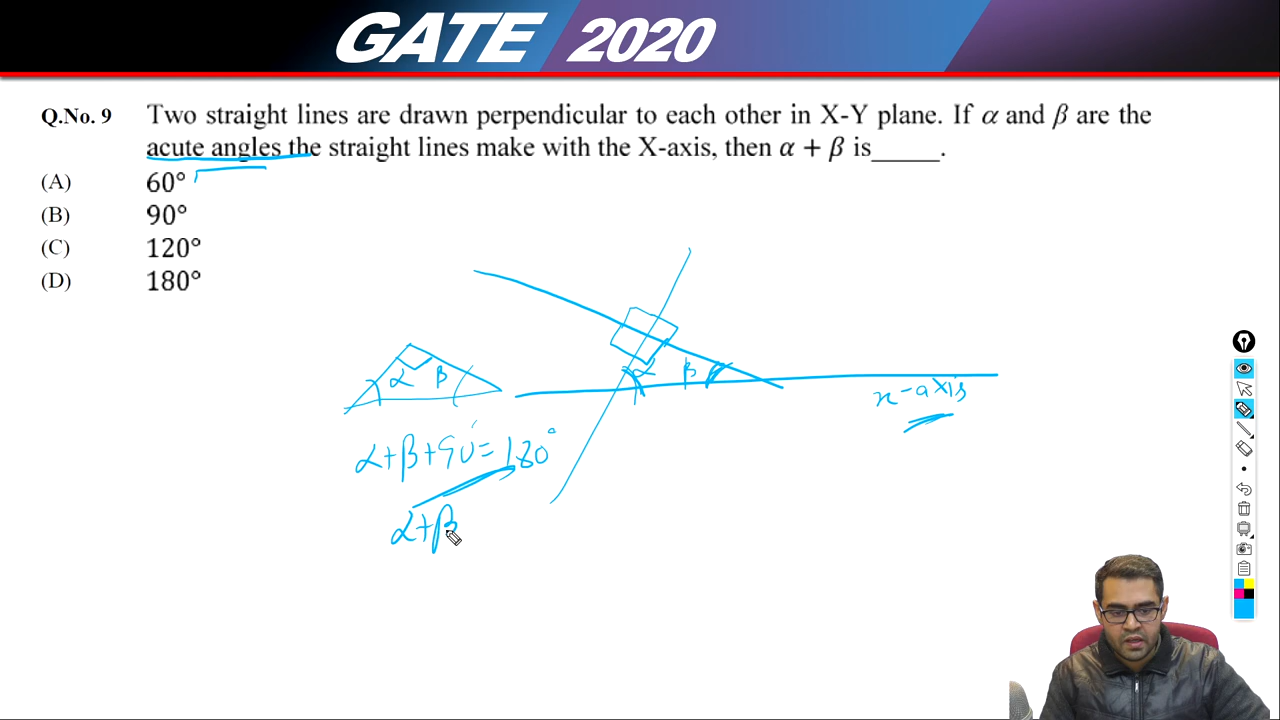 GATE 2020
Q.No. 9 Two straight lines are drawn perpendicular to each other in X-Y plane. If α and β are the
acute angles the straight lines make with the X-axis, then α + β is_____.
(A) 60°
(B) 90°
(C) 120°
(D) 180°
α β
α β
x-axis
α+β+90°=180°
α+β